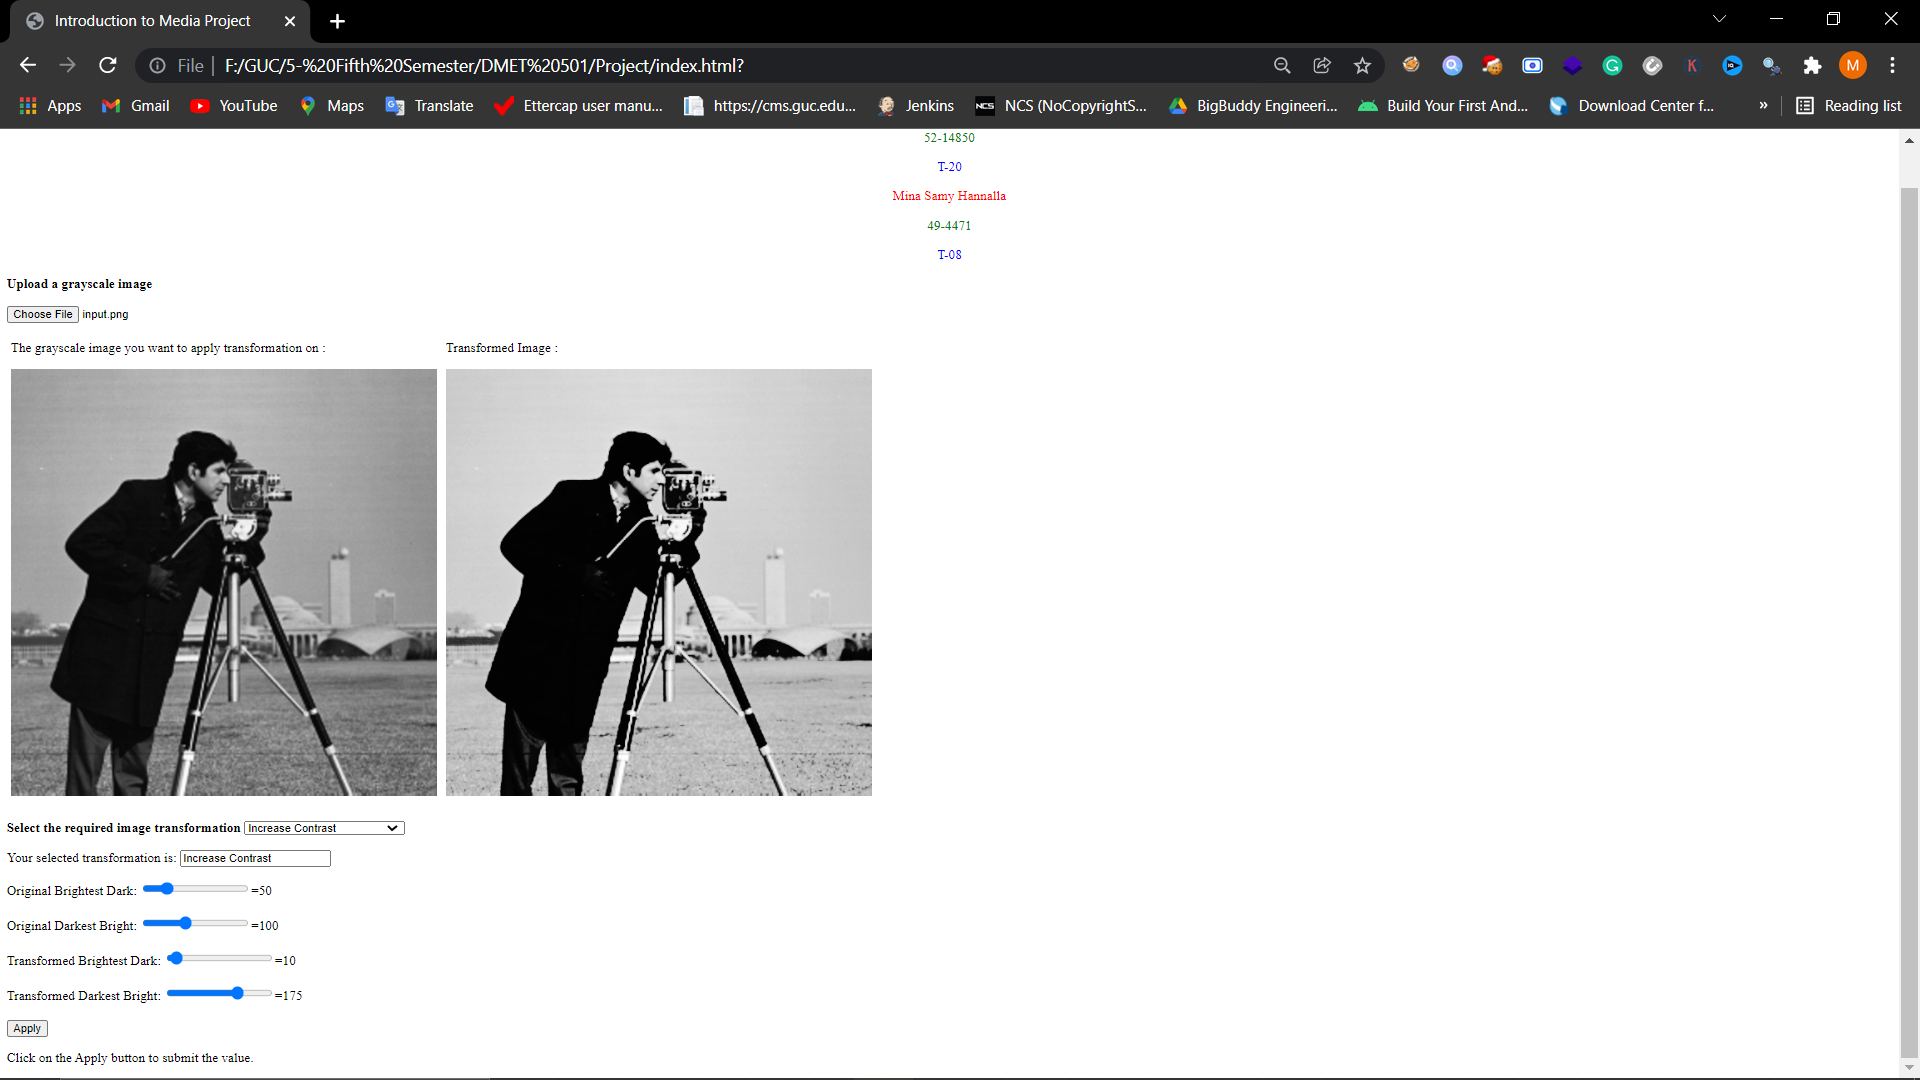 Introduction to Media Project
File
F:/GUC/5-%20Fifth%20Semester/DMET%20501/Project/index.html?
K
M
Apps
Gmail
YouTube
Maps
Translate
Ettercap user manu...
https://cms.guc.edu...
Jenkins
NCS
NCS (NoCopyrightS...
BigBuddy Engineeri...
Build Your First And...
Download Center f...
»
Reading list
52-14850
T-20
Mina Samy Hannalla
49-4471
T-08
Upload a grayscale image
Choose File input.png
The grayscale image you want to apply transformation on :
Transformed Image :
Select the required image transformation Increase Contrast
Your selected transformation is: Increase Contrast
Original Brightest Dark: =50
Original Darkest Bright: =100
Transformed Brightest Dark: =10
Transformed Darkest Bright: =175
Apply
Click on the Apply button to submit the value.